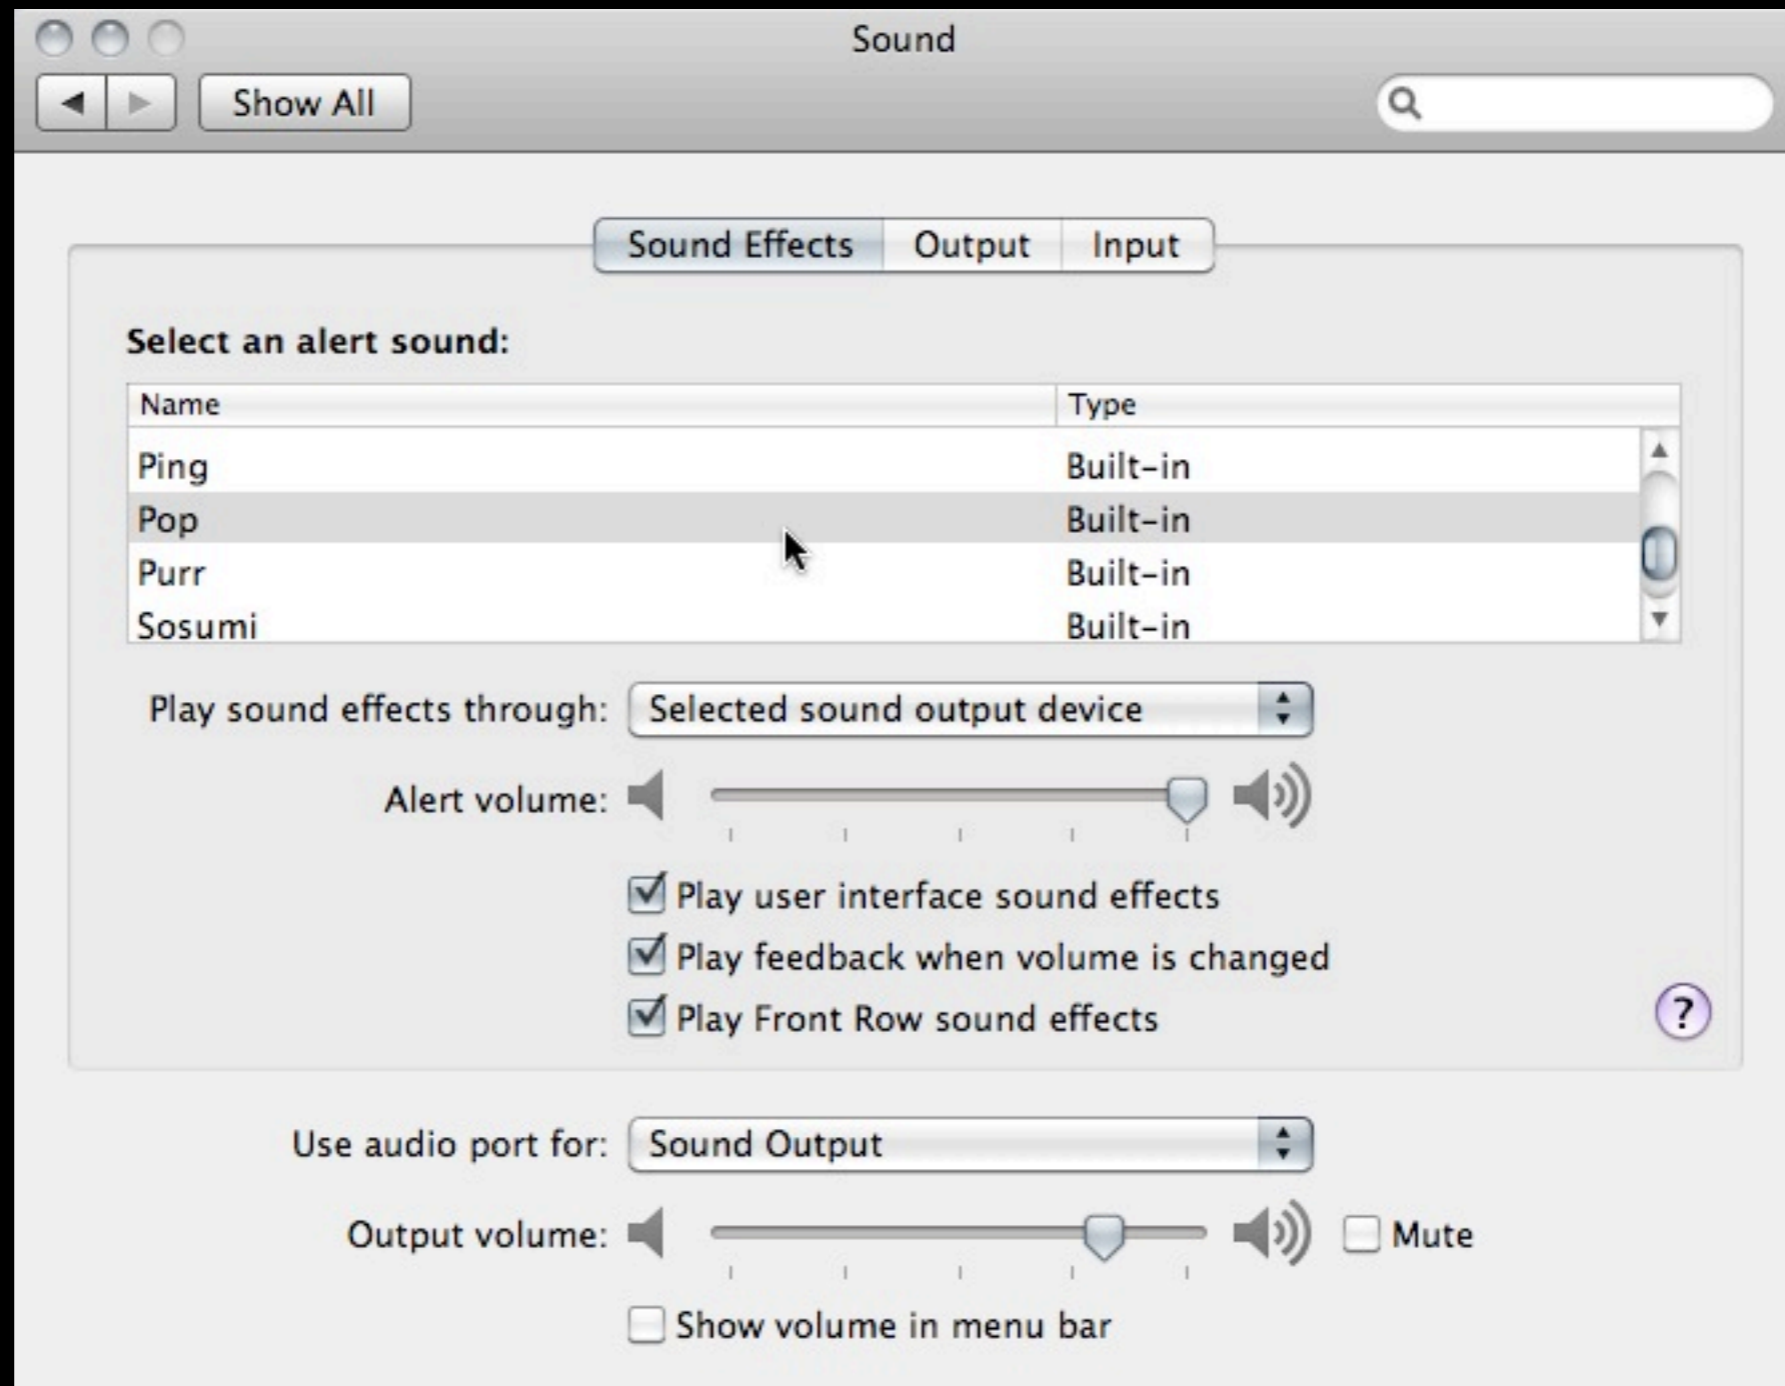 Sound
Show All
Sound Effects Output Input
Select an alert sound:
Name Type
Ping Built-in
Pop Built-in
Purr Built-in
Sosumi Built-in
Play sound effects through: Selected sound output device
Alert volume:
Play user interface sound effects
Play feedback when volume is changed
Play Front Row sound effects
?
Use audio port for: Sound Output
Output volume: Mute
Show volume in menu bar